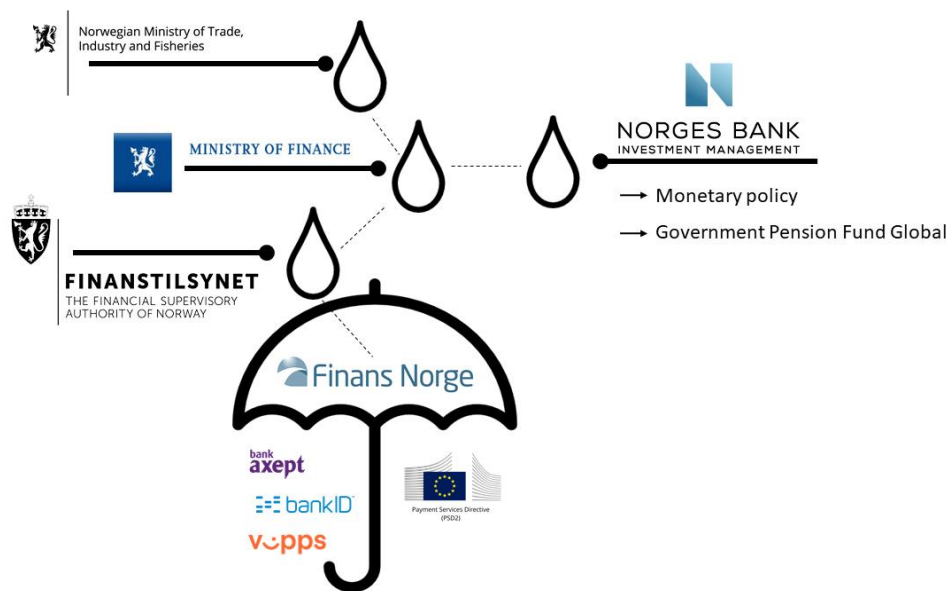 Norwegian Ministry of Trade,
Industry and Fisheries
MINISTRY OF FINANCE
NORGES BANK
INVESTMENT MANAGEMENT
→ Monetary policy
→ Government Pension Fund Global
FINANSTILSYNET
THE FINANCIAL SUPERVISORY
AUTHORITY OF NORWAY
Finans Norge
bank
axept
bankID
vipps
Payment Services Directive
(PSD2)